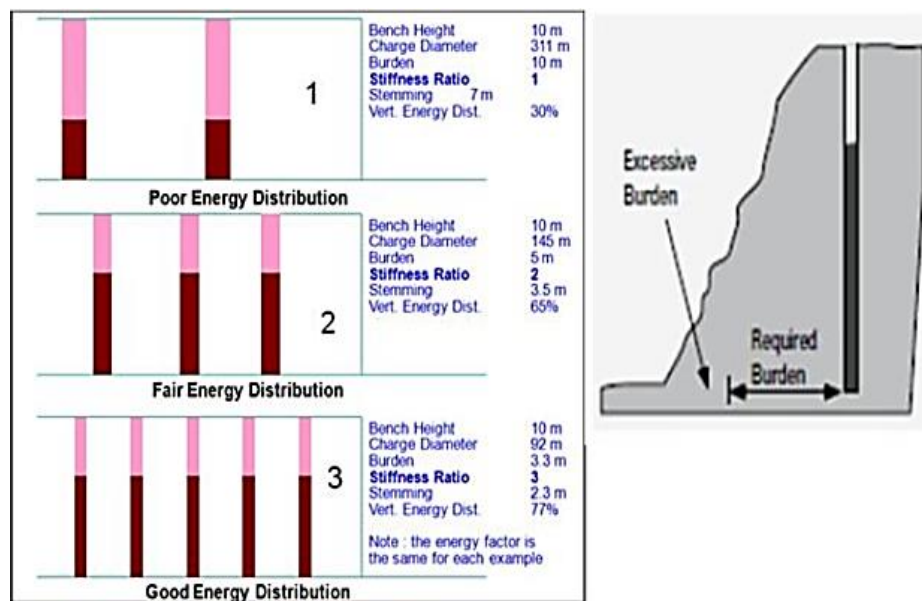 1
Bench Height 10 m
Charge Diameter 311 m
Burden 10 m
Stiffness Ratio 1
Stemming 7 m
Vert. Energy Dist. 30%
Poor Energy Distribution
2
Bench Height 10 m
Charge Diameter 145 m
Burden 5 m
Stiffness Ratio 2
Stemming 3.5 m
Vert. Energy Dist. 65%
Fair Energy Distribution
3
Bench Height 10 m
Charge Diameter 92 m
Burden 3.3 m
Stiffness Ratio 3
Stemming 2.3 m
Vert. Energy Dist. 77%
Note : the energy factor is
the same for each example
Good Energy Distribution
Excessive
Burden
Required
Burden